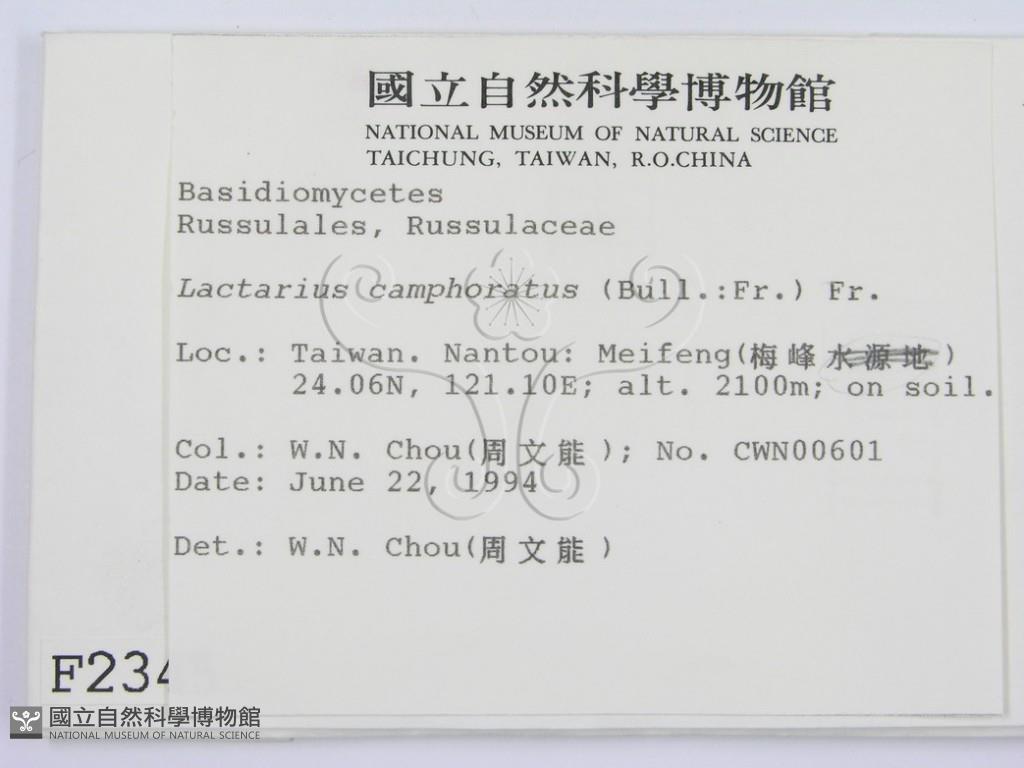 國立自然科學博物館
NATIONAL MUSEUM OF NATURAL SCIENCE
TAICHUNG, TAIWAN, R.O.CHINA
Basidiomycetes
Russulales, Russulaceae
Lactarius camphoratus (Bull.:Fr.) Fr.
Loc.: Taiwan. Nantou: Meifeng(梅峰水源地)
24.06N, 121.10E; alt. 2100m; on soil.
Col.: W.N. Chou(周文能); No. CWN00601
Date: June 22, 1994
Det.: W.N. Chou(周文能)
F234
國立自然科學博物館
NATIONAL MUSEUM OF NATURAL SCIENCE